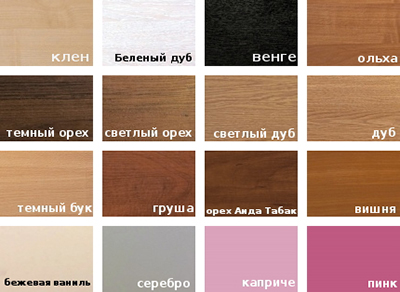 клен
Беленый дуб
венге
ольха
темный орех
светлый орех
светлый дуб
дуб
темный бук
груша
орех Аида Табак
вишня
бежевая ваниль
серебро
каприче
пинк